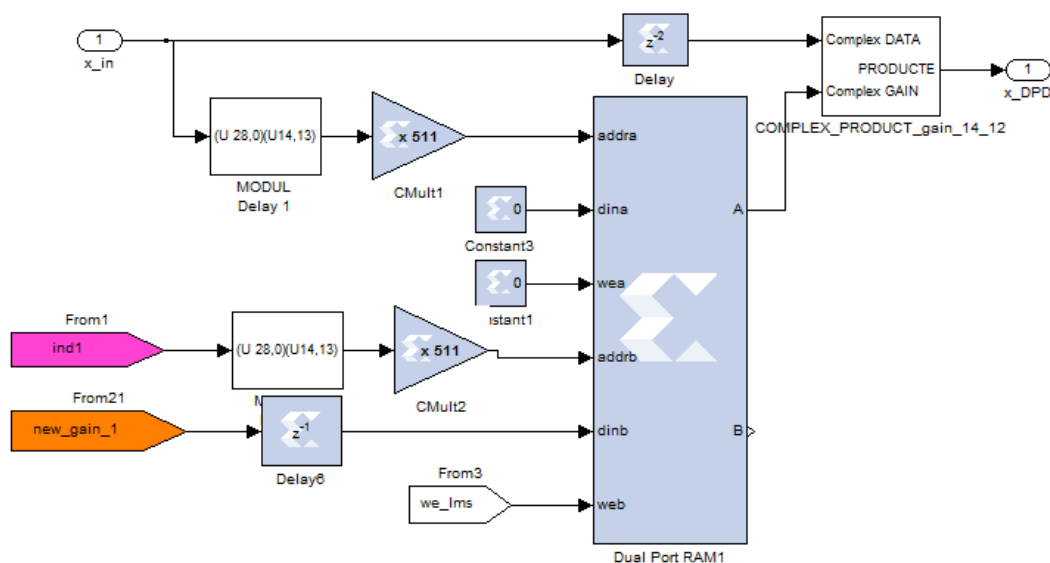 1
x_in
z-2
Delay
Complex DATA
PRODUCTE
Complex GAIN
1
x_DPD
COMPLEX_PRODUCT_gain_14_12
(U 28,0)(U14,13)
MODUL
Delay 1
x 511
CMult1
addra
0
Constant3
dina
A
0
stant1
wea
From1
ind1
(U 28,0)(U14,13)
x 511
CMult2
addrb
From21
new_gain_1
z-1
Delay6
dinb
B
From3
we_lms
web
Dual Port RAM1